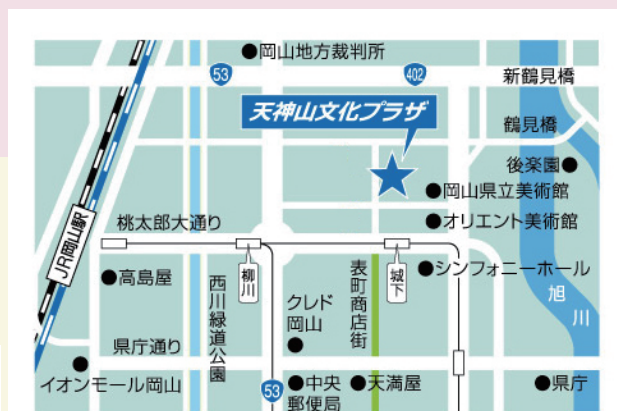 ●岡山地方裁判所
53
402
新鶴見橋
天神山文化プラザ
鶴見橋
後楽園●
●岡山県立美術館
桃太郎大通り
●オリエント美術館
JR岡山駅
柳川
城下
●シンフォニーホール
●高島屋
西川緑道公園
クレド
岡山
●
表町商店街
旭川
県庁通り
●
イオンモール岡山
53
●中央
郵便局
●天満屋
●県庁